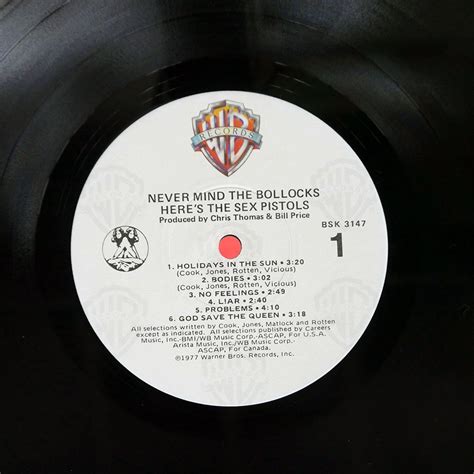 WB
RECORDS
NEVER MIND THE BOLLOCKS
HERE'S THE SEX PISTOLS
Produced by Chris Thomas & Bill Price
BSK 3147
1
1. HOLIDAYS IN THE SUN • 3:20
(Cook, Jones, Rotten, Vicious)
2. BODIES • 3:02
(Cook, Jones, Rotten, Vicious)
3. NO FEELINGS • 2:49
4. LIAR • 2:40
5. PROBLEMS • 4:10
6. GOD SAVE THE QUEEN • 3:18
All selections written by Cook, Jones, Matlock and Rotten
except as indicated. All selections published by Careers
Music, Inc.-BMI/WB Music Corp.-ASCAP, For U.S.A.
Arista Music, Inc./WB Music Corp.
ASCAP, For Canada.
©1977 Warner Bros. Records, Inc.